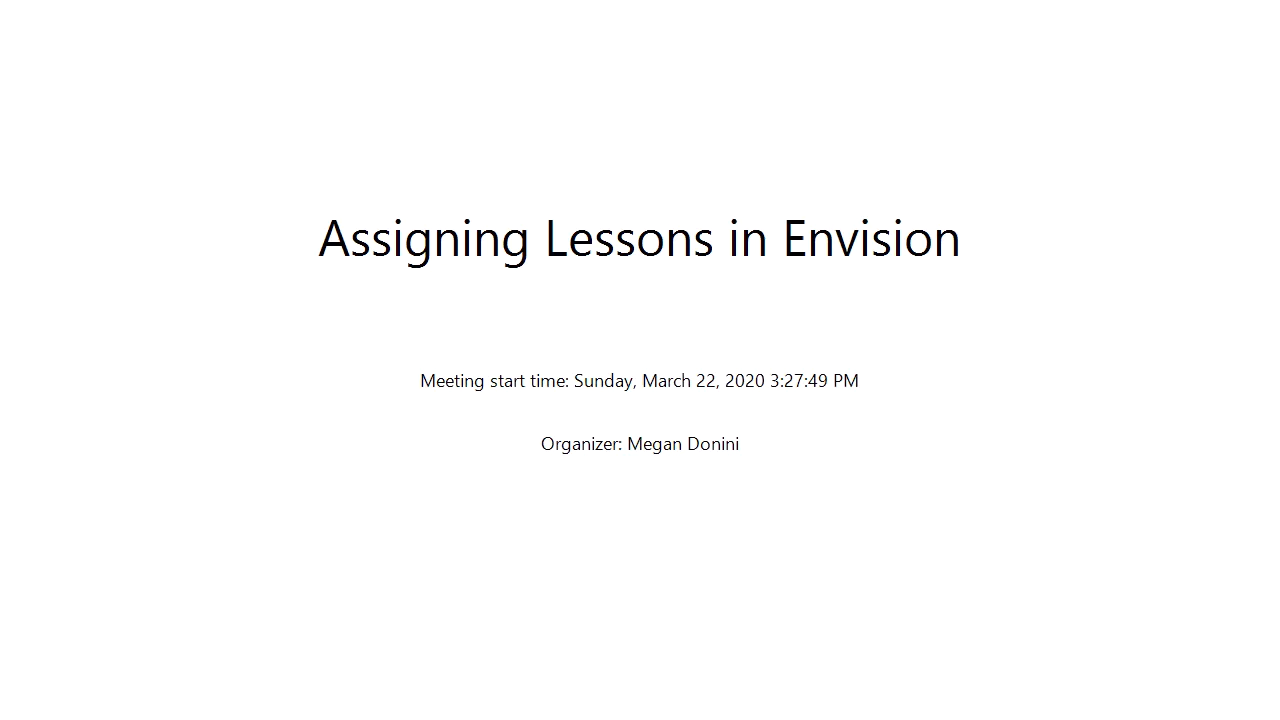 Assigning Lessons in Envision
Meeting start time: Sunday, March 22, 2020 3:27:49 PM
Organizer: Megan Donini